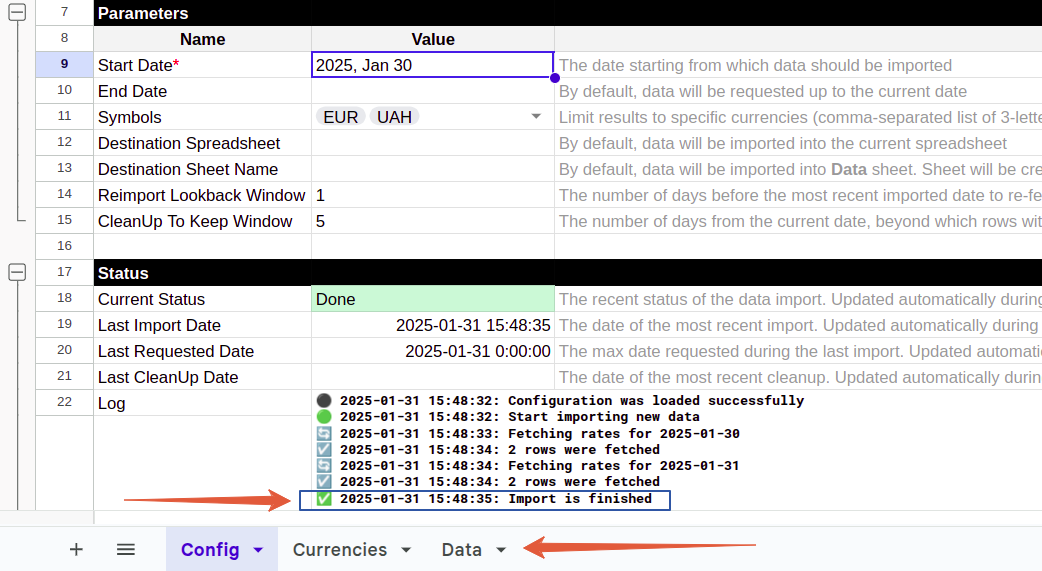 7 Parameters
8 Name Value
9 Start Date* 2025, Jan 30 The date starting from which data should be imported
10 End Date By default, data will be requested up to the current date
11 Symbols EUR UAH Limit results to specific currencies (comma-separated list of 3-lette
12 Destination Spreadsheet By default, data will be imported into the current spreadsheet
13 Destination Sheet Name By default, data will be imported into Data sheet. Sheet will be cre
14 Reimport Lookback Window 1 The number of days before the most recent imported date to re-fe
15 CleanUp To Keep Window 5 The number of days from the current date, beyond which rows wit
16
17 Status
18 Current Status Done The recent status of the data import. Updated automatically during
19 Last Import Date 2025-01-31 15:48:35 The date of the most recent import. Updated automatically during
20 Last Requested Date 2025-01-31 0:00:00 The max date requested during the last import. Updated automati
21 Last CleanUp Date The date of the most recent cleanup. Updated automatically durin
22 Log
2025-01-31 15:48:32: Configuration was loaded successfully
2025-01-31 15:48:32: Start importing new data
2025-01-31 15:48:33: Fetching rates for 2025-01-30
2025-01-31 15:48:34: 2 rows were fetched
2025-01-31 15:48:34: Fetching rates for 2025-01-31
2025-01-31 15:48:34: 2 rows were fetched
2025-01-31 15:48:35: Import is finished
Config Currencies Data